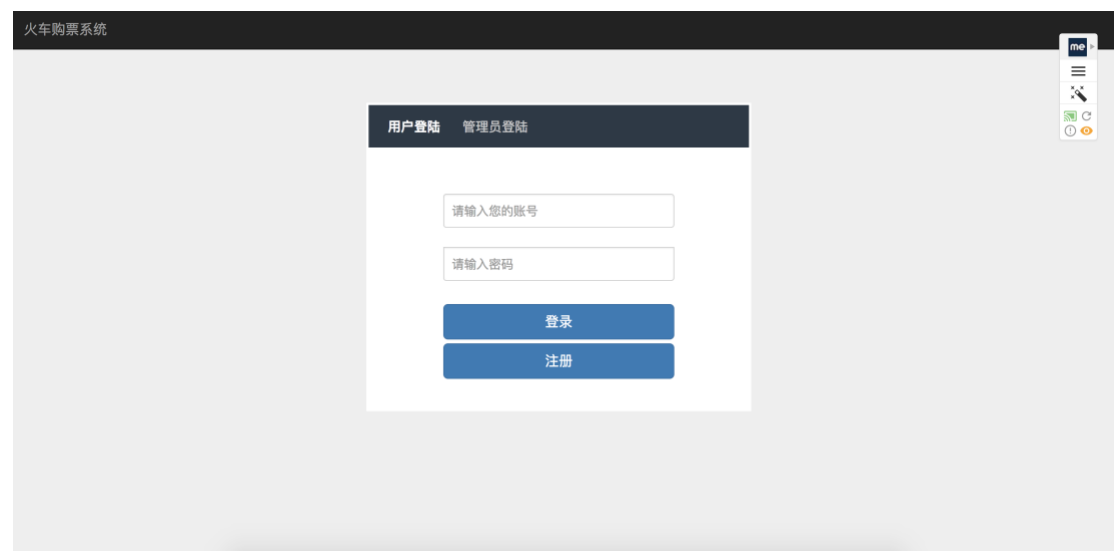 火车购票系统
me
用户登陆 管理员登陆
请输入您的账号
请输入密码
登录
注册